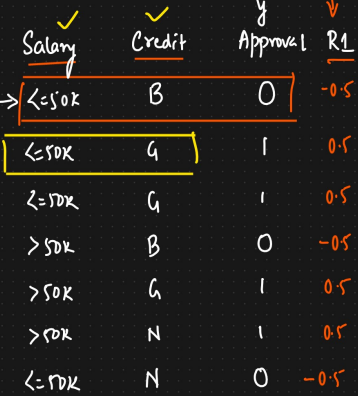 y
Salary Credit Approval R1
<=50K B 0 -0.5
<=50K G 1 0.5
<=50K G 1 0.5
>50K B 0 -0.5
>50K G 1 0.5
>50K N 1 0.5
<=50K N 0 -0.5